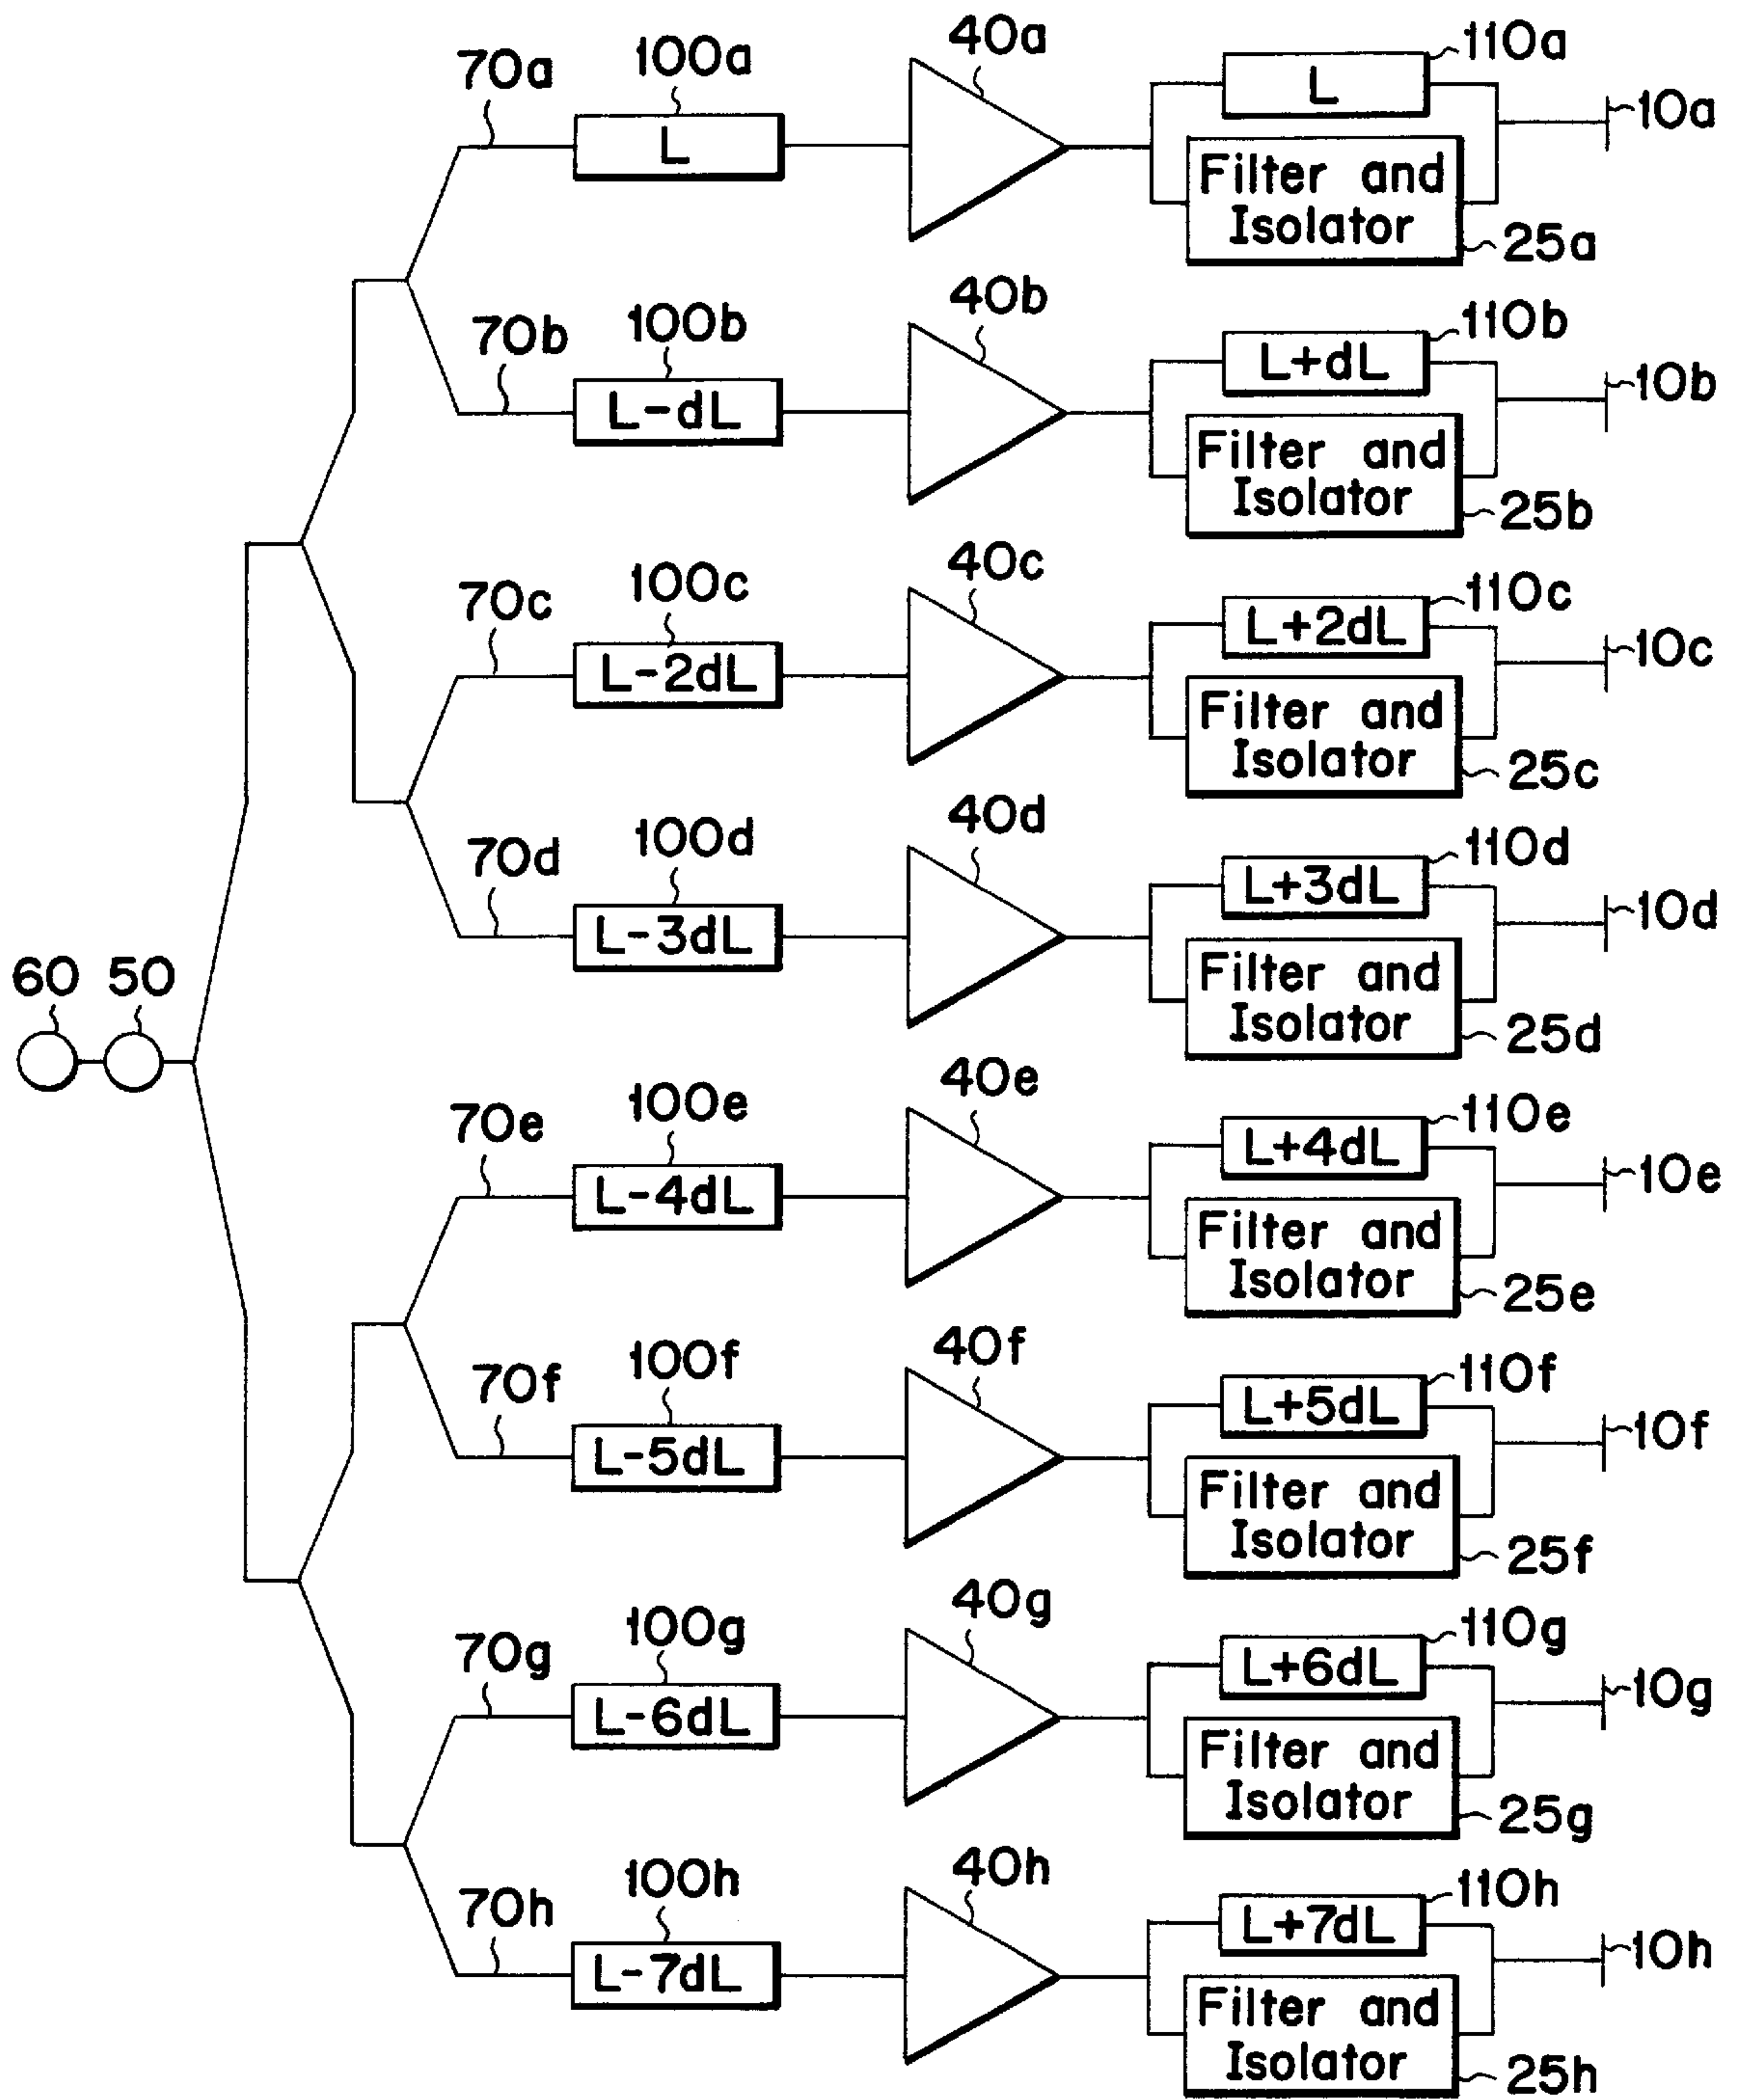 40a
110a
100a
70a
L
10a
L
Filter and
Isolator
25a
40b
110b
100b
70b
L+dL
10b
L-dL
Filter and
Isolator
25b
40c
100c
110c
70c
L+2dL
10c
L-2dL
Filter and
Isolator
25c
40d
100d
110d
70d
L+3dL
10d
L-3dL
Filter and
Isolator
25d
60 50
40e
100e
110e
70e
L+4dL
10e
L-4dL
Filter and
Isolator
25e
40f
100f
110f
70f
L+5dL
10f
L-5dL
Filter and
Isolator
25f
40g
100g
110g
70g
L+6dL
10g
L-6dL
Filter and
Isolator
25g
40h
100h
110h
70h
L+7dL
10h
L-7dL
Filter and
Isolator
25h